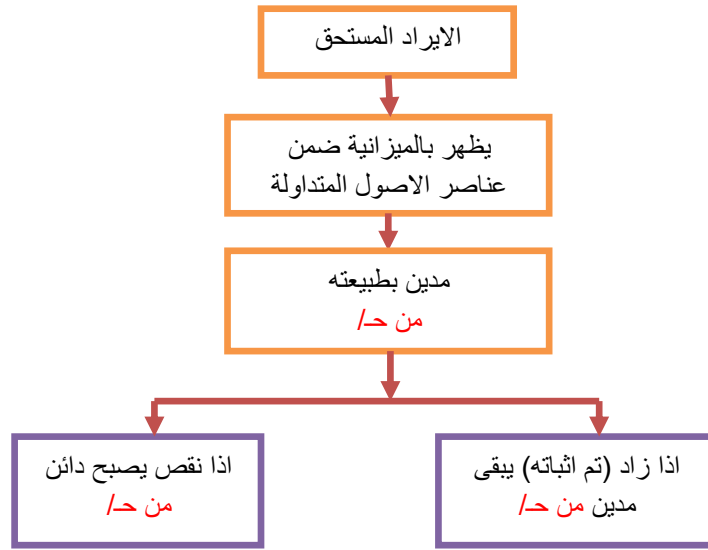 الايراد المستحق
يظهر بالميزانية ضمن
عناصر الاصول المتداولة
مدين بطبيعته
من حـ/
اذا زاد (تم اثباته) يبقى
مدين من حـ/
اذا نقص يصبح دائن
من حـ/